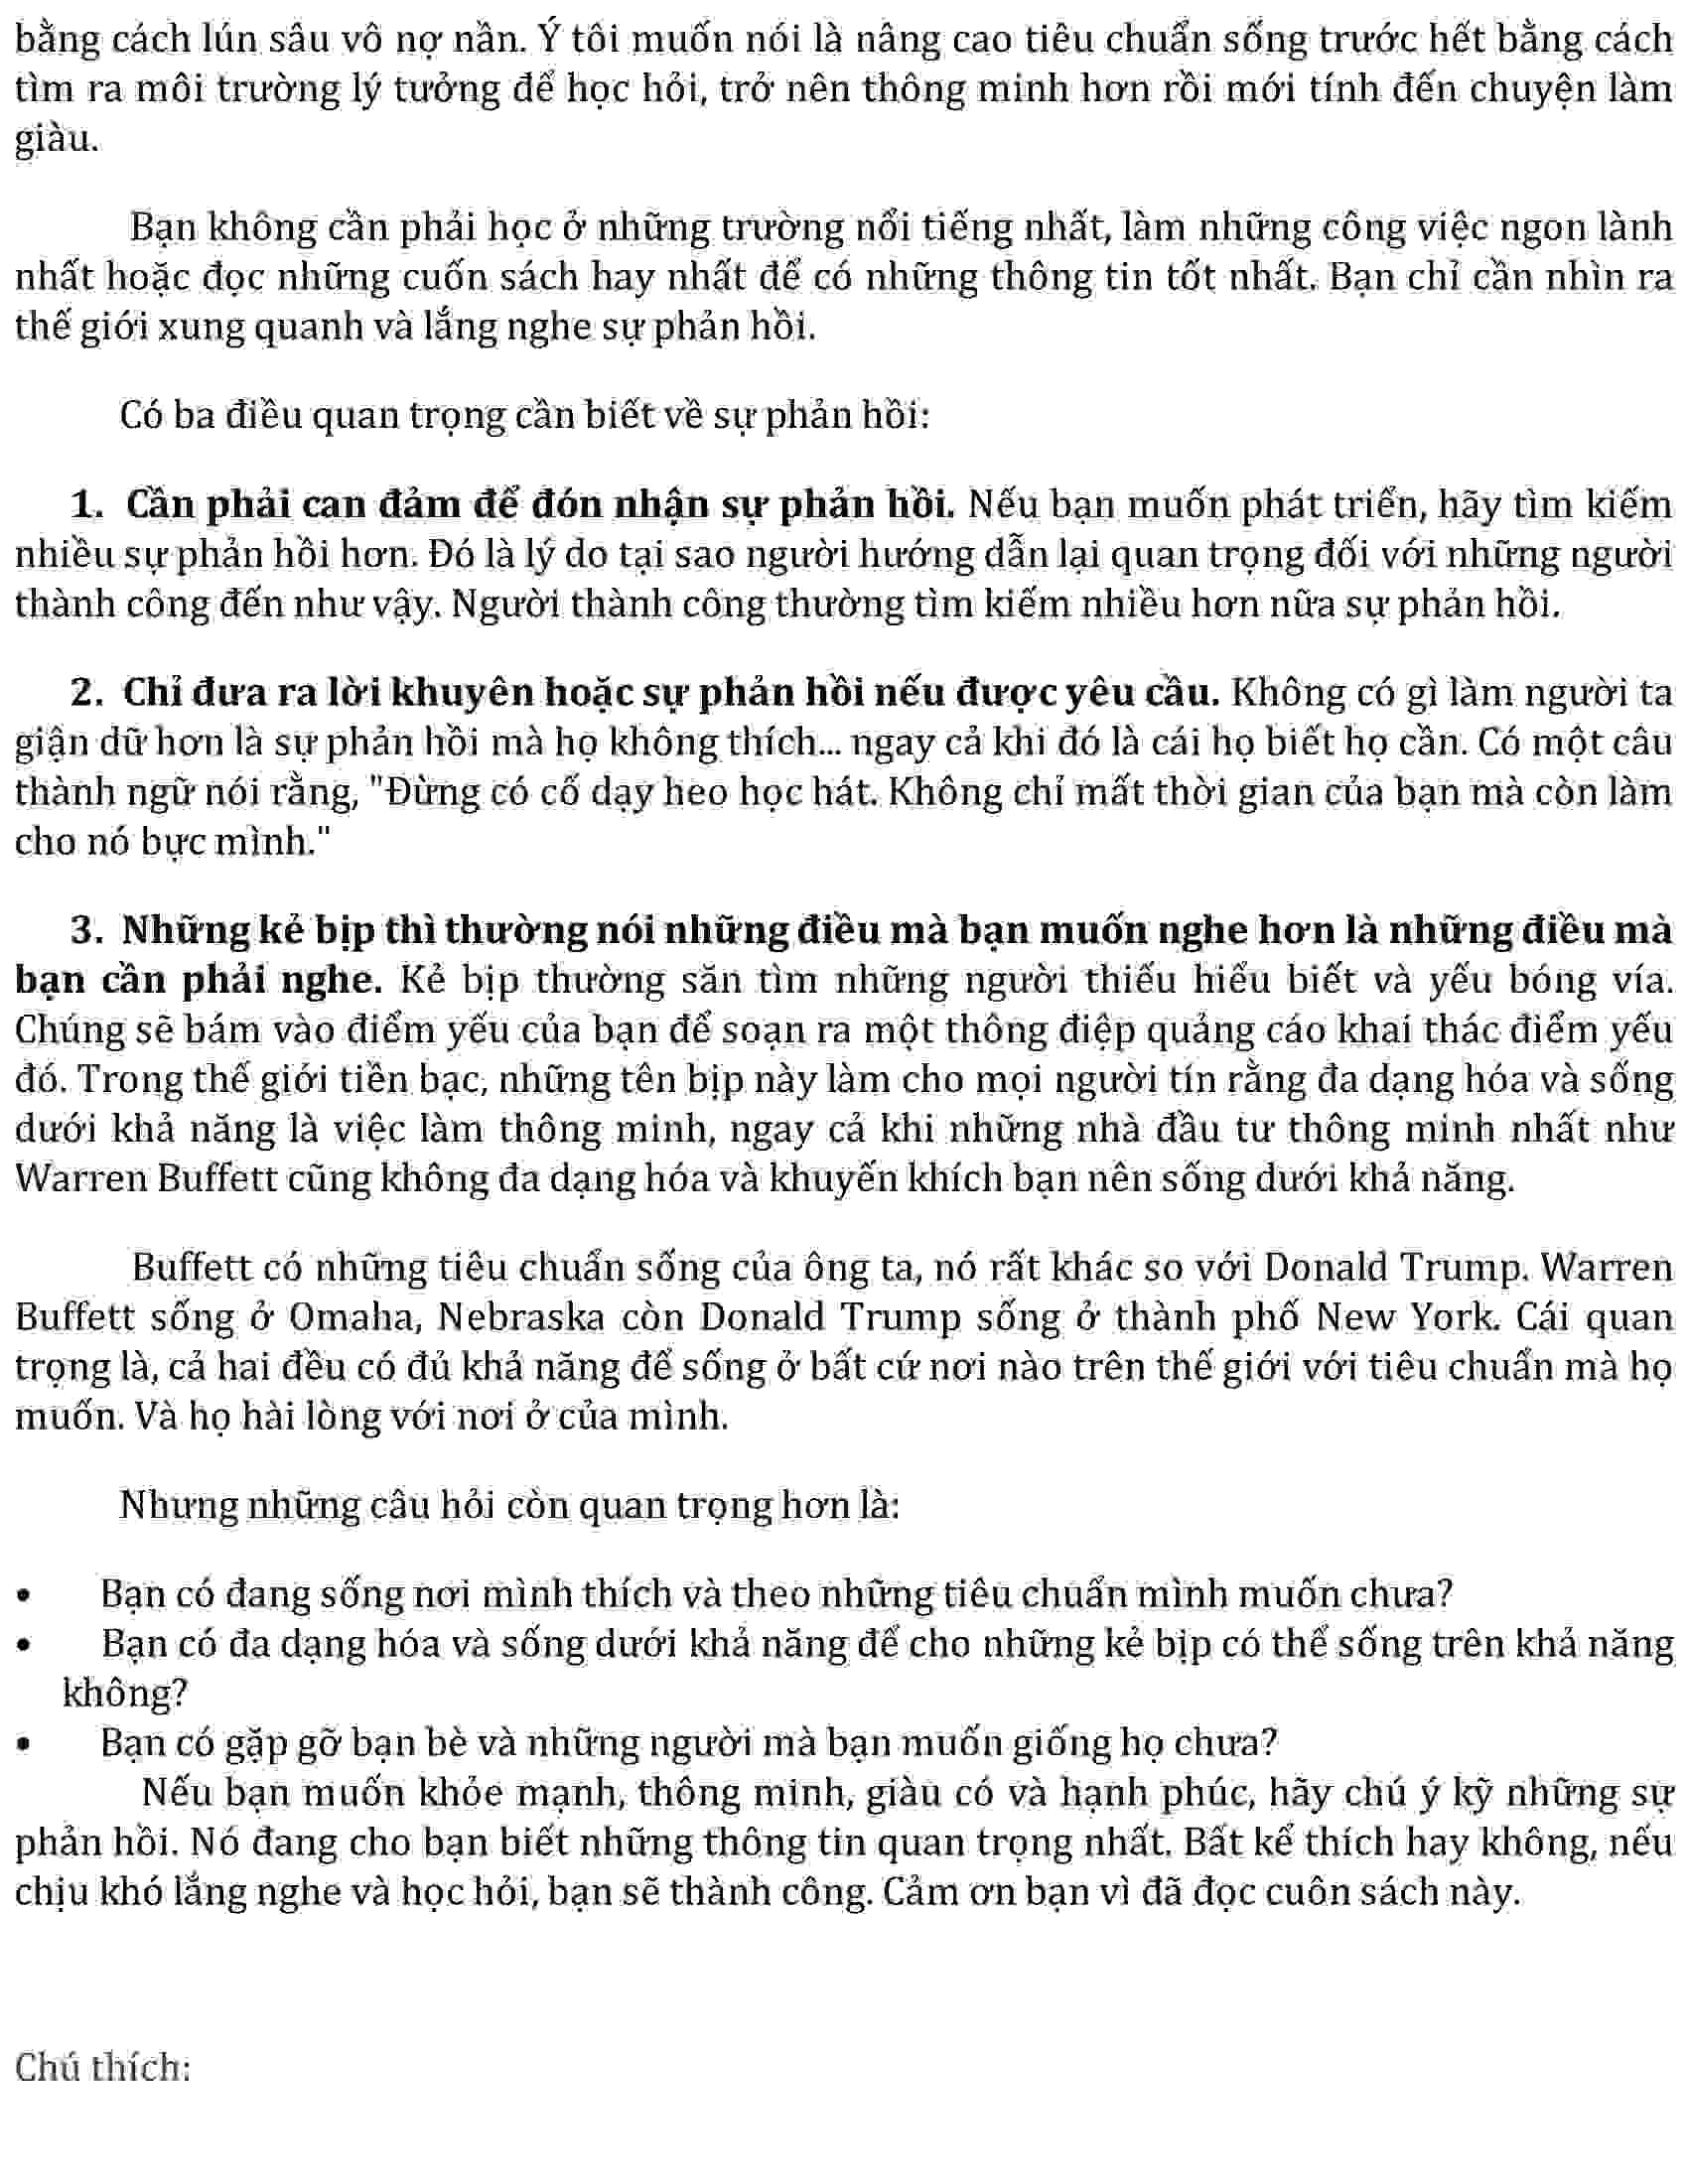 bằng cách lún sâu vô nợ nần. Ý tôi muốn nói là nâng cao tiêu chuẩn sống trước hết bằng cách
tìm ra môi trường lý tưởng để học hỏi, trở nên thông minh hơn rồi mới tính đến chuyện làm
giàu.
Bạn không cần phải học ở những trường nổi tiếng nhất, làm những công việc ngon lành
nhất hoặc đọc những cuốn sách hay nhất để có những thông tin tốt nhất. Bạn chỉ cần nhìn ra
thế giới xung quanh và lắng nghe sự phản hồi.
Có ba điều quan trọng cần biết về sự phản hồi:
1. Cần phải can đảm để đón nhận sự phản hồi. Nếu bạn muốn phát triển, hãy tìm kiếm
nhiều sự phản hồi hơn. Đó là lý do tại sao người hướng dẫn lại quan trọng đối với những người
thành công đến như vậy. Người thành công thường tìm kiếm nhiều hơn nữa sự phản hồi.
2. Chỉ đưa ra lời khuyên hoặc sự phản hồi nếu được yêu cầu. Không có gì làm người ta
giận dữ hơn là sự phản hồi mà họ không thích... ngay cả khi đó là cái họ biết họ cần. Có một câu
thành ngữ nói rằng, "Đừng có cố dạy heo học hát. Không chỉ mất thời gian của bạn mà còn làm
cho nó bực mình."
3. Những kẻ bịp thì thường nói những điều mà bạn muốn nghe hơn là những điều mà
bạn cần phải nghe. Kẻ bịp thường săn tìm những người thiếu hiểu biết và yếu bóng vía.
Chúng sẽ bám vào điểm yếu của bạn để soạn ra một thông điệp quảng cáo khai thác điểm yếu
đó. Trong thế giới tiền bạc, những tên bịp này làm cho mọi người tin rằng đa dạng hóa và sống
dưới khả năng là việc làm thông minh, ngay cả khi những nhà đầu tư thông minh nhất như
Warren Buffett cũng không đa dạng hóa và khuyến khích bạn nên sống dưới khả năng.
Buffett có những tiêu chuẩn sống của ông ta, nó rất khác so với Donald Trump. Warren
Buffett sống ở Omaha, Nebraska còn Donald Trump sống ở thành phố New York. Cái quan
trọng là, cả hai đều có đủ khả năng để sống ở bất cứ nơi nào trên thế giới với tiêu chuẩn mà họ
muốn. Và họ hài lòng với nơi ở của mình.
Nhưng những câu hỏi còn quan trọng hơn là:
• Bạn có đang sống nơi mình thích và theo những tiêu chuẩn mình muốn chưa?
• Bạn có đa dạng hóa và sống dưới khả năng để cho những kẻ bịp có thể sống trên khả năng
không?
• Bạn có gặp gỡ bạn bè và những người mà bạn muốn giống họ chưa?
Nếu bạn muốn khỏe mạnh, thông minh, giàu có và hạnh phúc, hãy chú ý kỹ những sự
phản hồi. Nó đang cho bạn biết những thông tin quan trọng nhất. Bất kể thích hay không, nếu
chịu khó lắng nghe và học hỏi, bạn sẽ thành công. Cảm ơn bạn vì đã đọc cuôn sách này.
Chú thích: